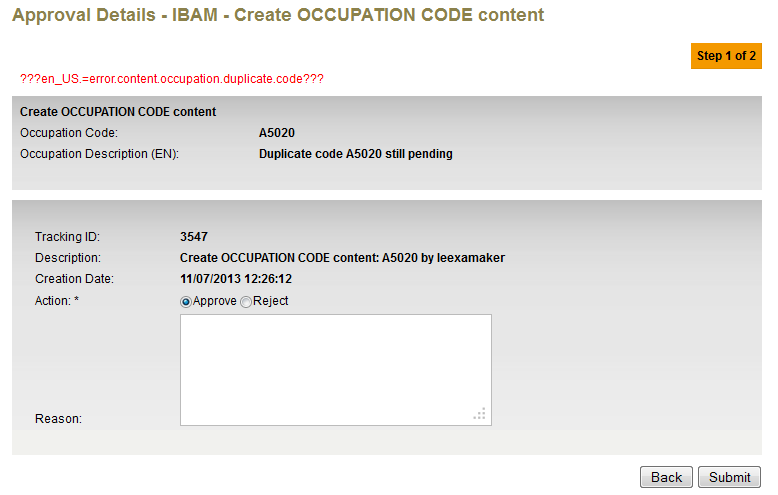 Approval Details - IBAM - Create OCCUPATION CODE content
Step 1 of 2
???en_US.=error.content.occupation.duplicate.code???
Create OCCUPATION CODE content
Occupation Code: A5020
Occupation Description (EN): Duplicate code A5020 still pending
Tracking ID: 3547
Description: Create OCCUPATION CODE content: A5020 by leexamaker
Creation Date: 11/07/2013 12:26:12
Action: * Approve Reject
Reason:
Back Submit